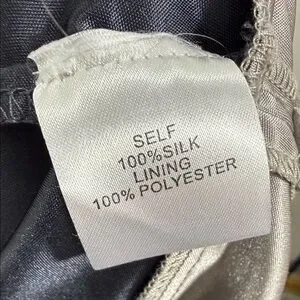 SELF
100%SILK
LINING
100% POLYESTER